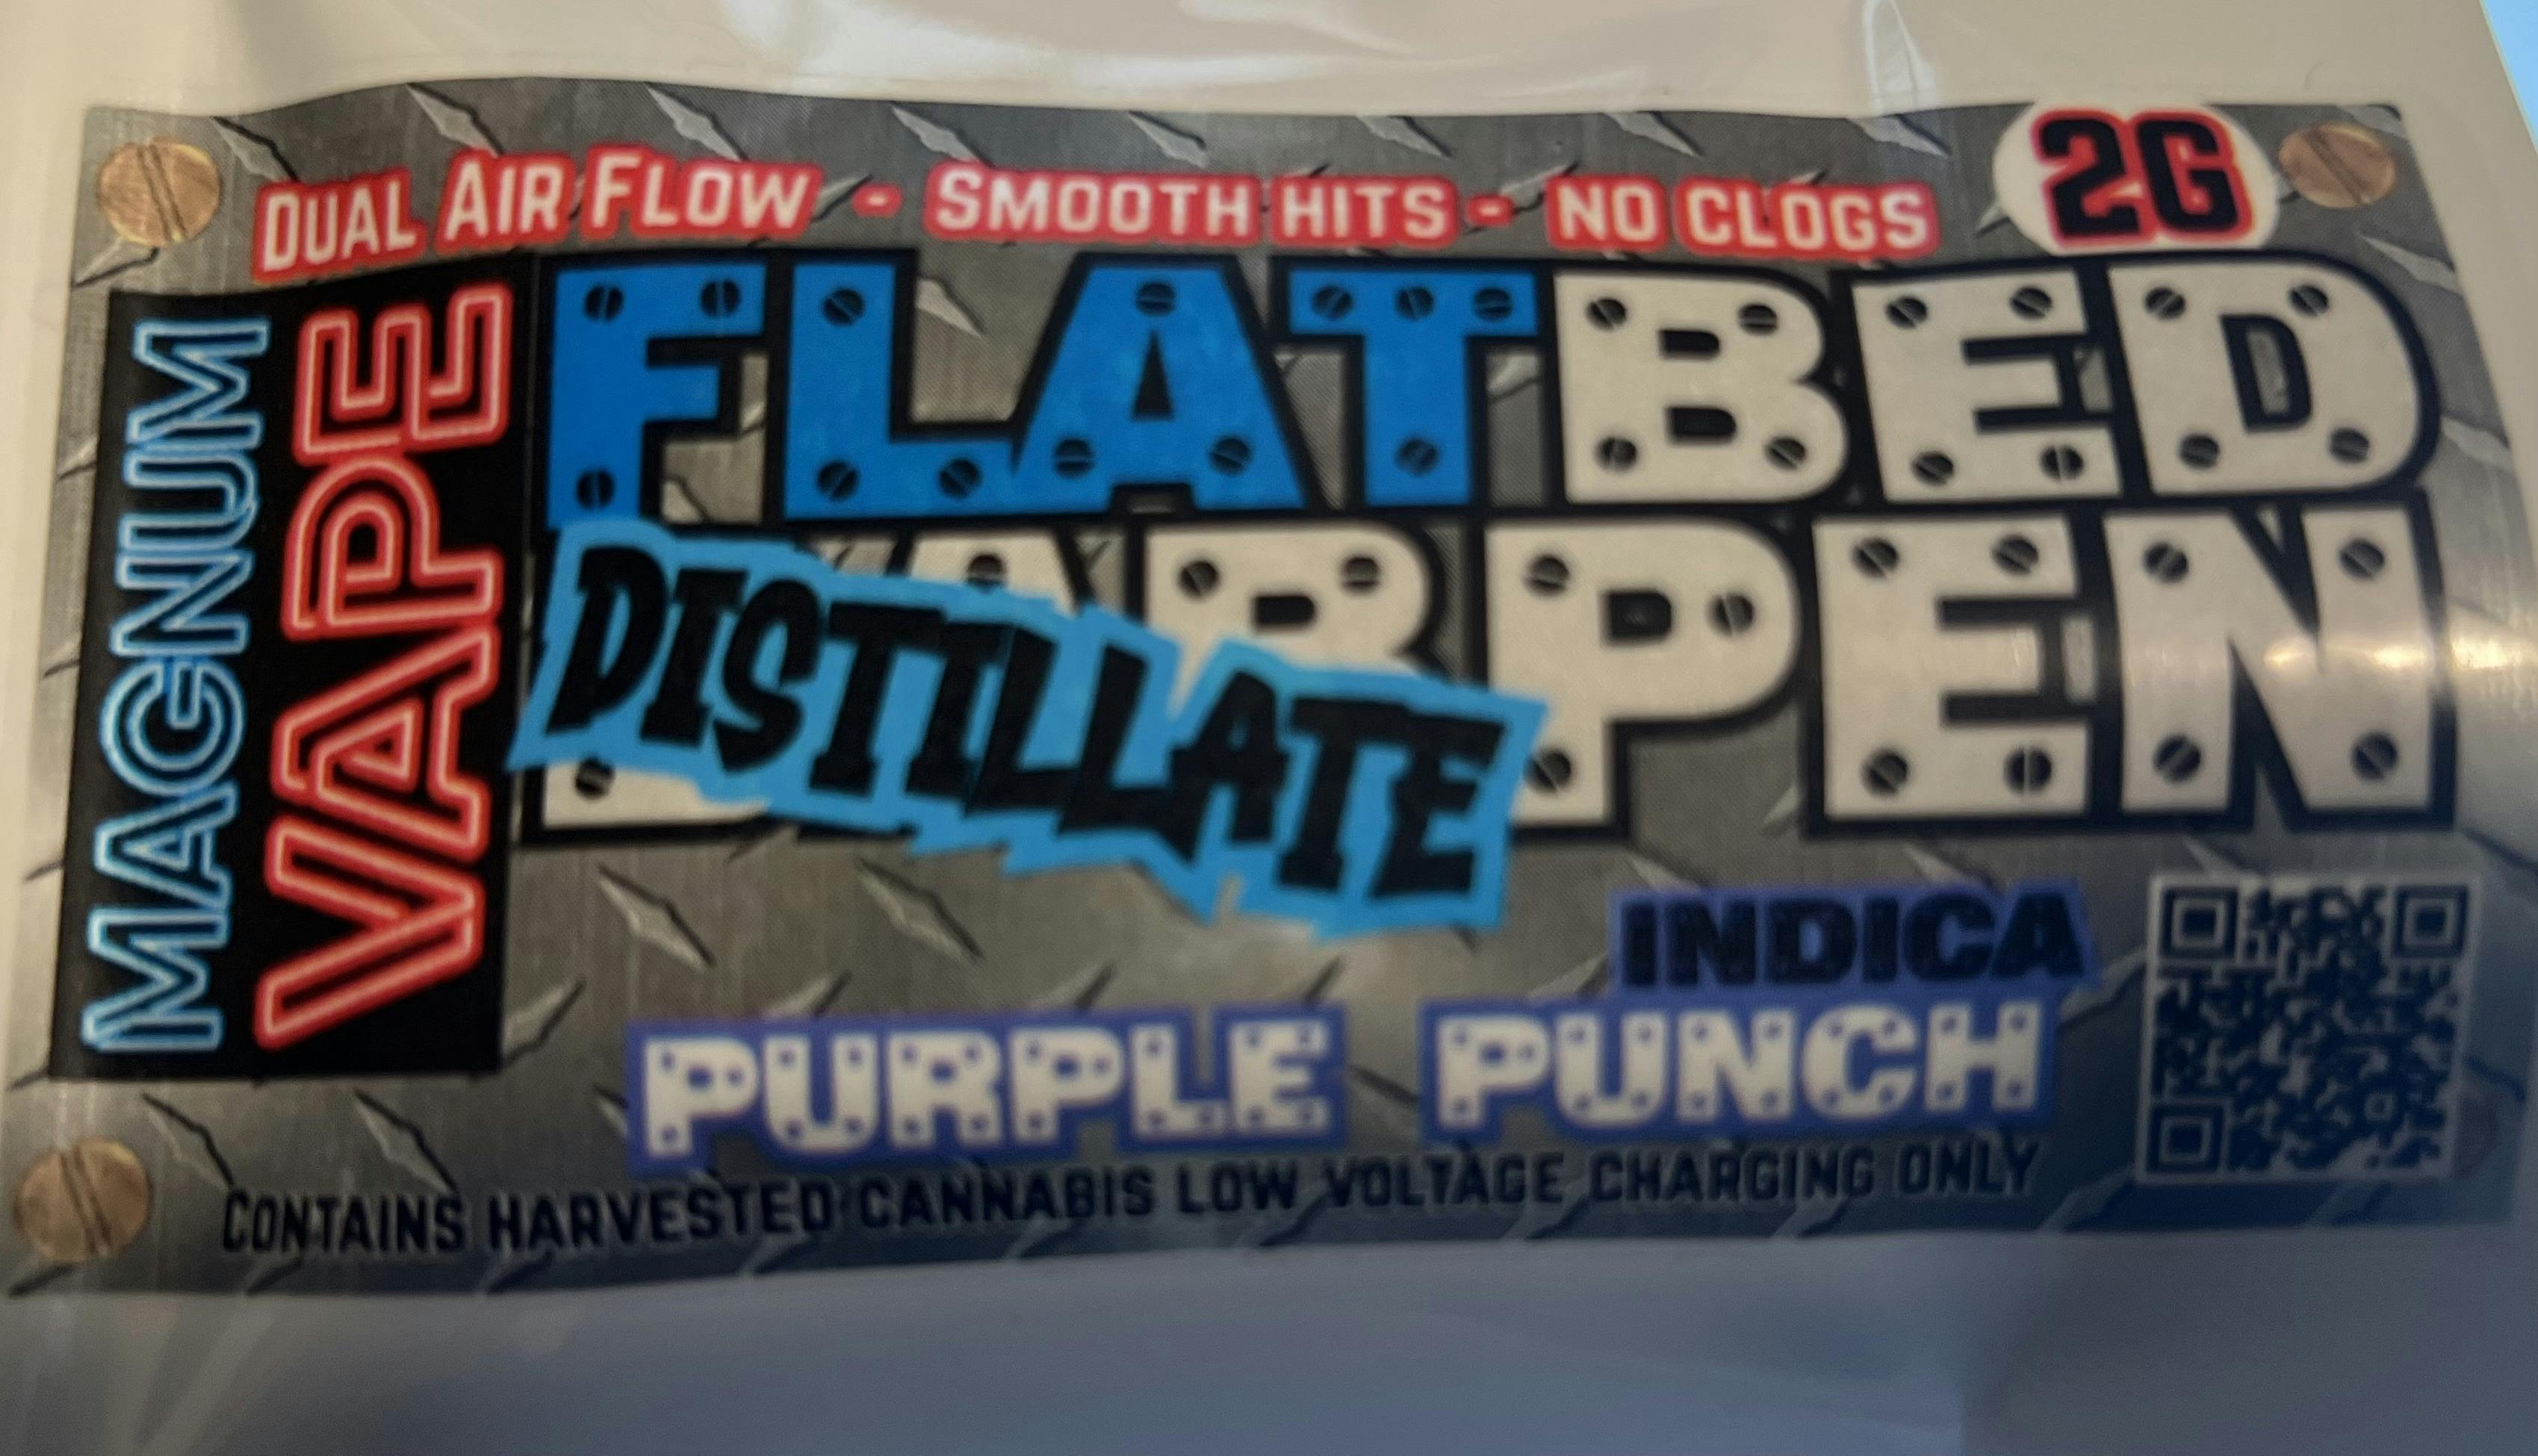 DUAL AIR FLOW - SMOOTH HITS - NO CLOGS
2G
MAGNUM
VAPE
FLATBED
PEN
DISTILLATE
INDICA
PURPLE PUNCH
CONTAINS HARVESTED CANNABIS LOW VOLTAGE CHARGING ONLY